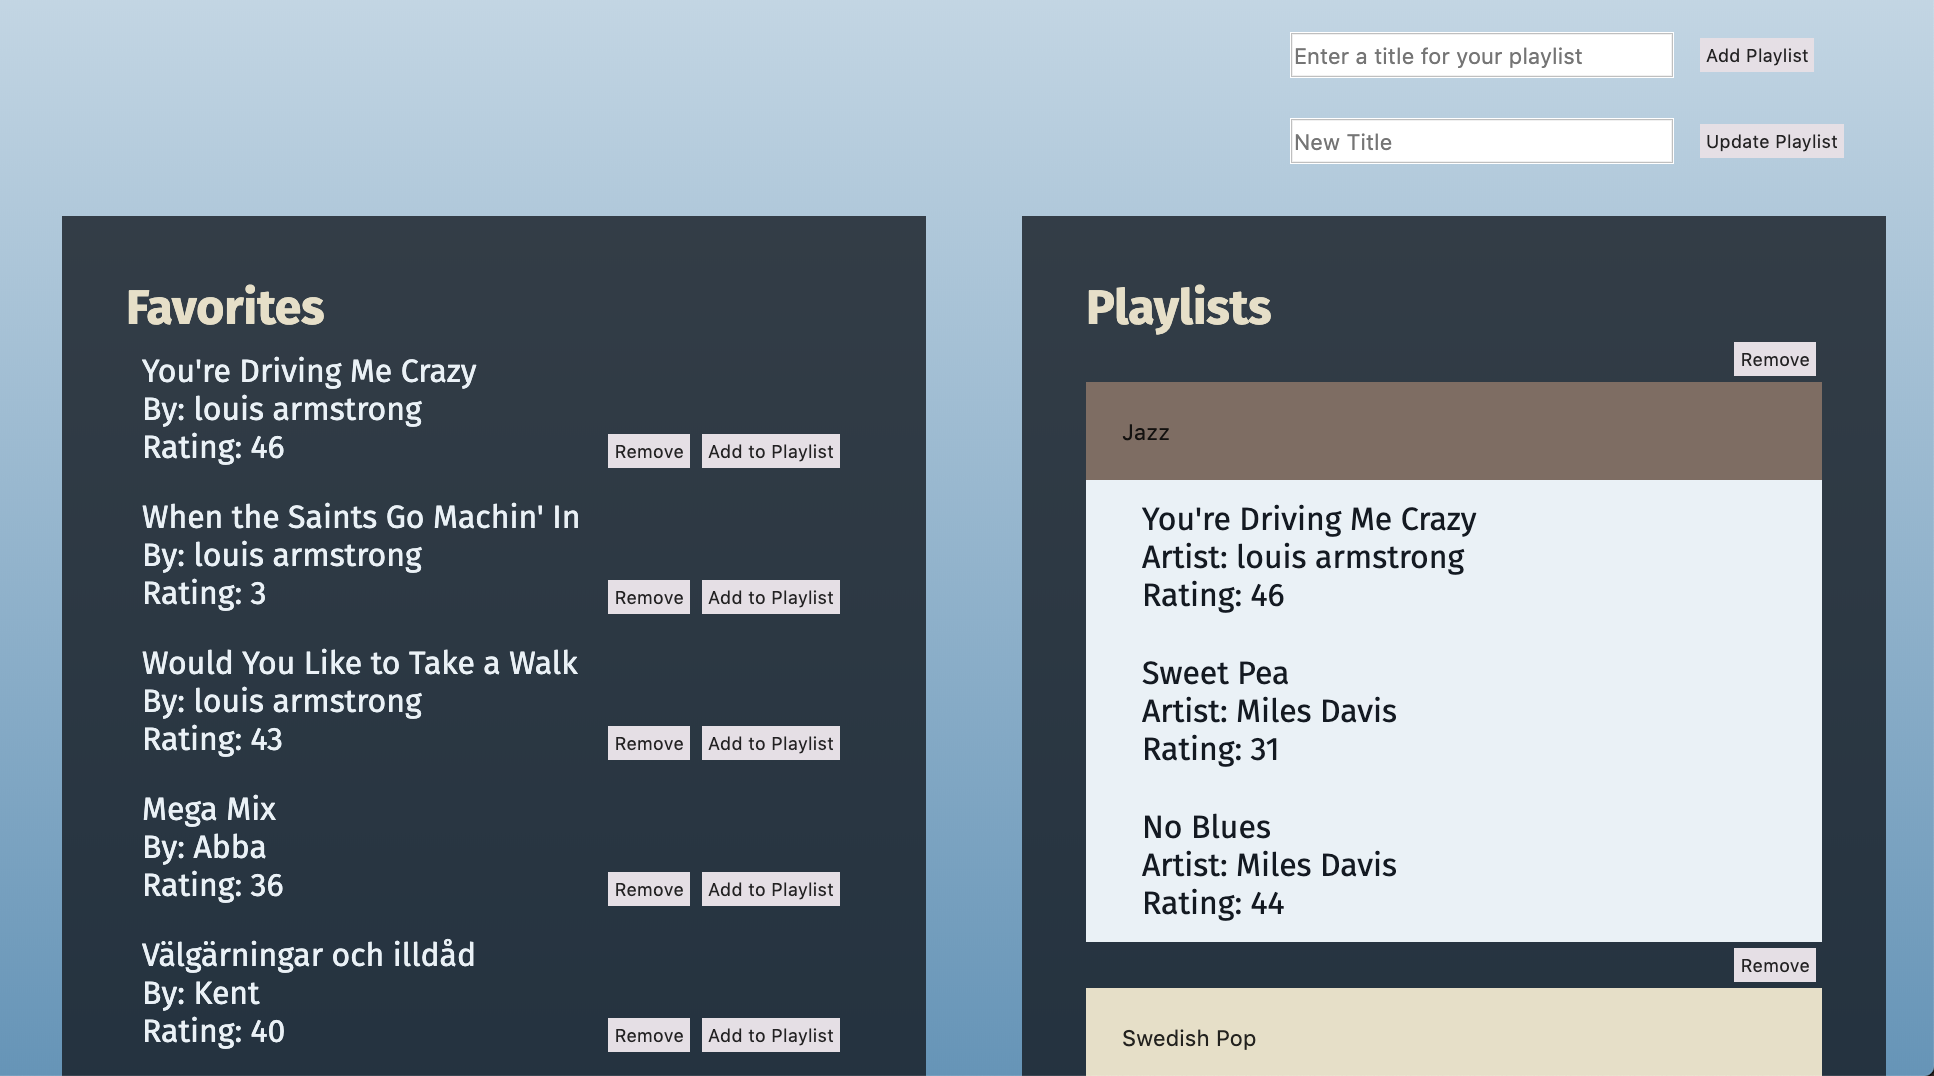 Enter a title for your playlist
Add Playlist
New Title
Update Playlist
Favorites
You're Driving Me Crazy
By: louis armstrong
Rating: 46
Remove
Add to Playlist
When the Saints Go Machin' In
By: louis armstrong
Rating: 3
Remove
Add to Playlist
Would You Like to Take a Walk
By: louis armstrong
Rating: 43
Remove
Add to Playlist
Mega Mix
By: Abba
Rating: 36
Remove
Add to Playlist
Välgärningar och illdåd
By: Kent
Rating: 40
Remove
Add to Playlist
Playlists
Remove
Jazz
You're Driving Me Crazy
Artist: louis armstrong
Rating: 46
Sweet Pea
Artist: Miles Davis
Rating: 31
No Blues
Artist: Miles Davis
Rating: 44
Remove
Swedish Pop